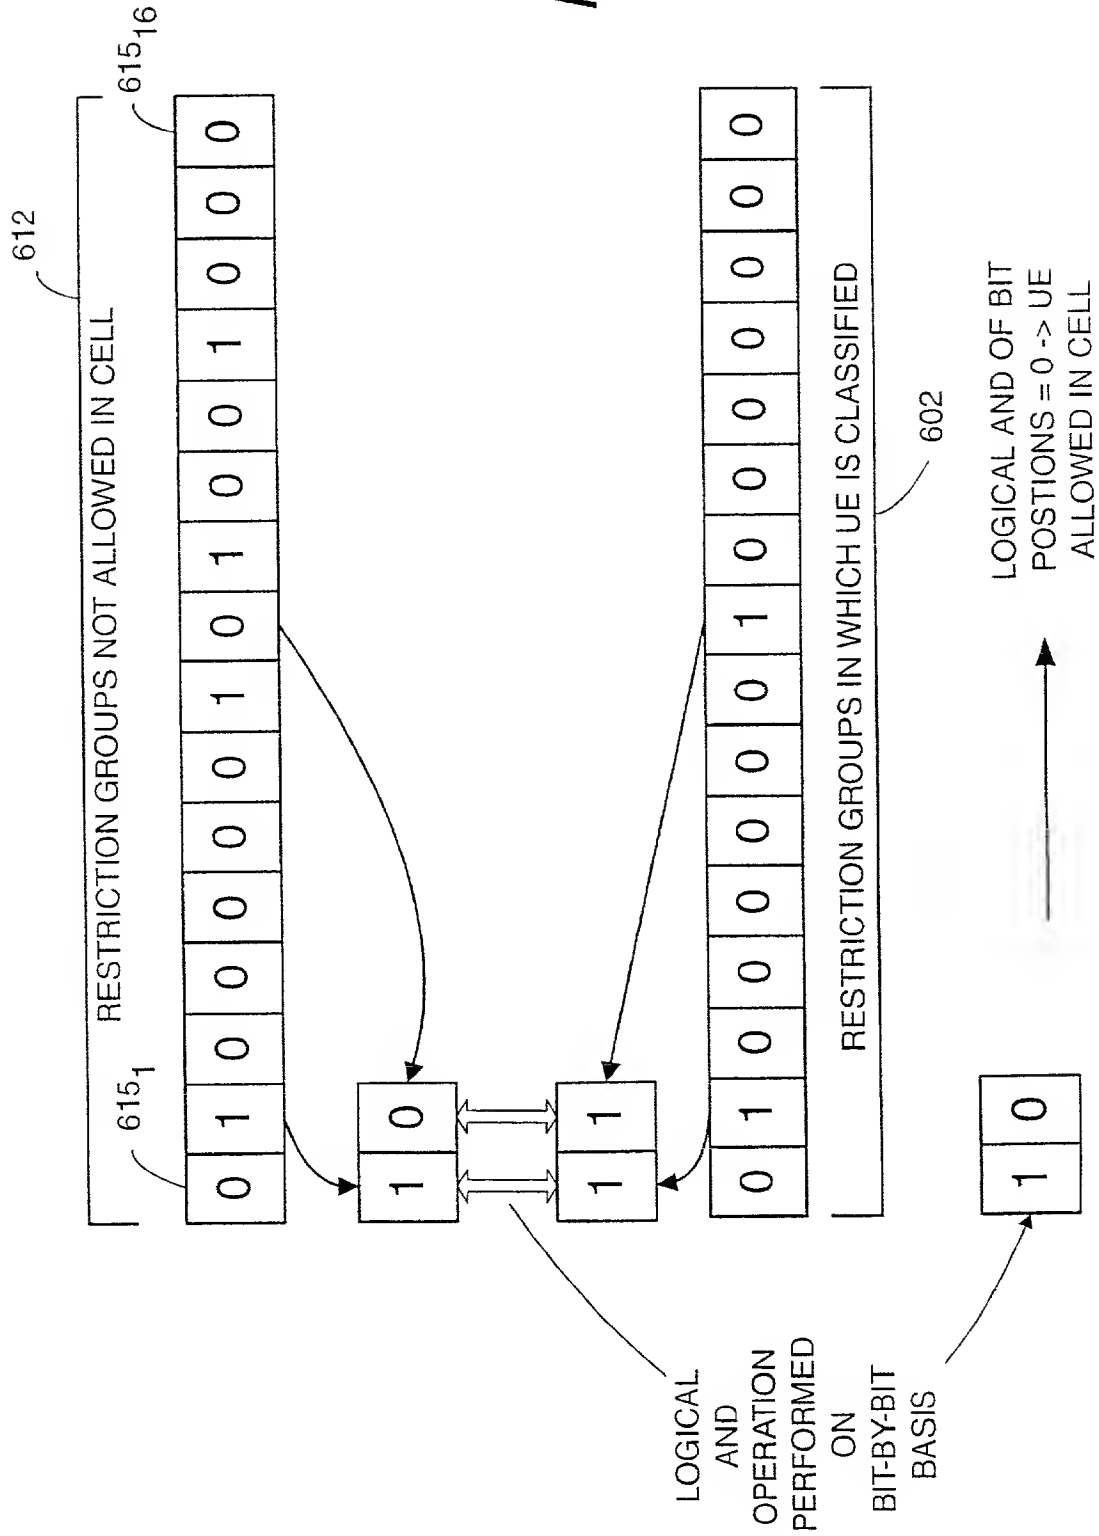 612
RESTRICTION GROUPS NOT ALLOWED IN CELL
615₁
615₁₆
0 1 0 0 0 0 0 1 0 1 0 0 1 0 0 0
1 0
1 1
0 1 0 0 0 0 0 0 1 0 0 0 0 0 0 0
RESTRICTION GROUPS IN WHICH UE IS CLASSIFIED
602
LOGICAL
AND
OPERATION
PERFORMED
ON
BIT-BY-BIT
BASIS
1 0
LOGICAL AND OF BIT
POSTIONS = 0 -> UE
ALLOWED IN CELL